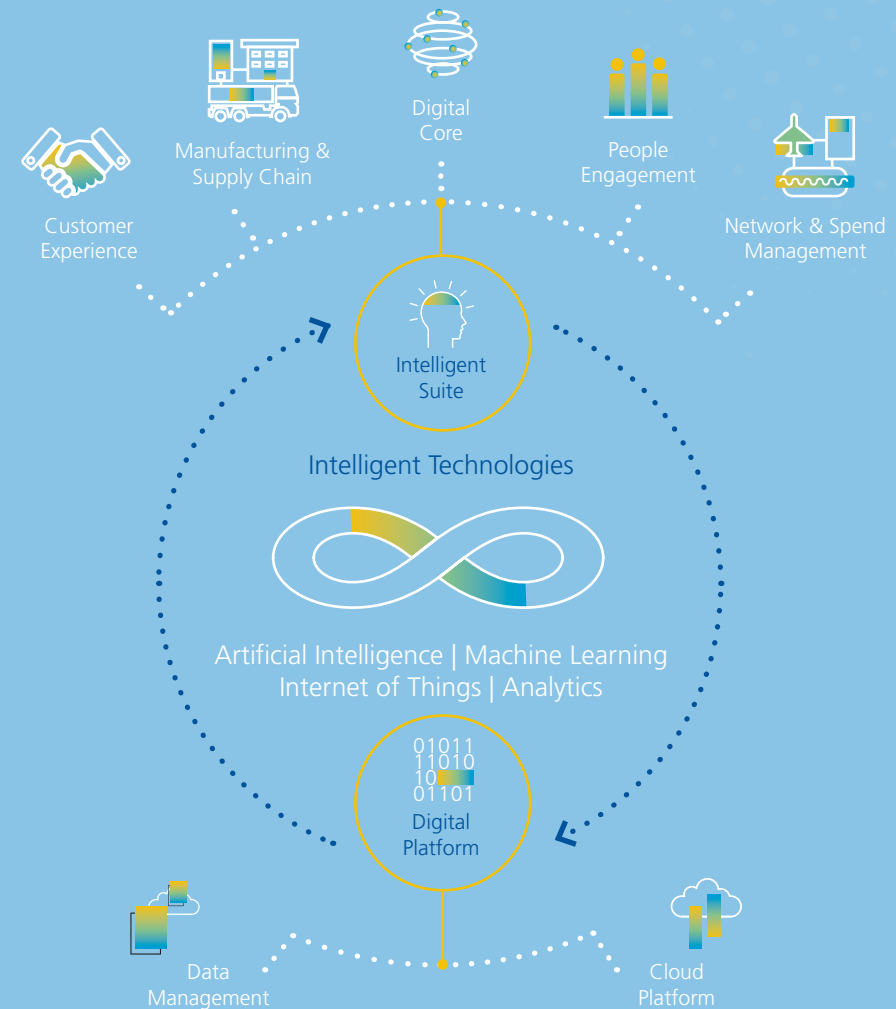 Digital
Core
Manufacturing &
Supply Chain
People
Engagement
Customer
Experience
Network & Spend
Management
Intelligent
Suite
Intelligent Technologies
Artificial Intelligence | Machine Learning
Internet of Things | Analytics
01011
11010
10
01101
Digital
Platform
Data
Management
Cloud
Platform